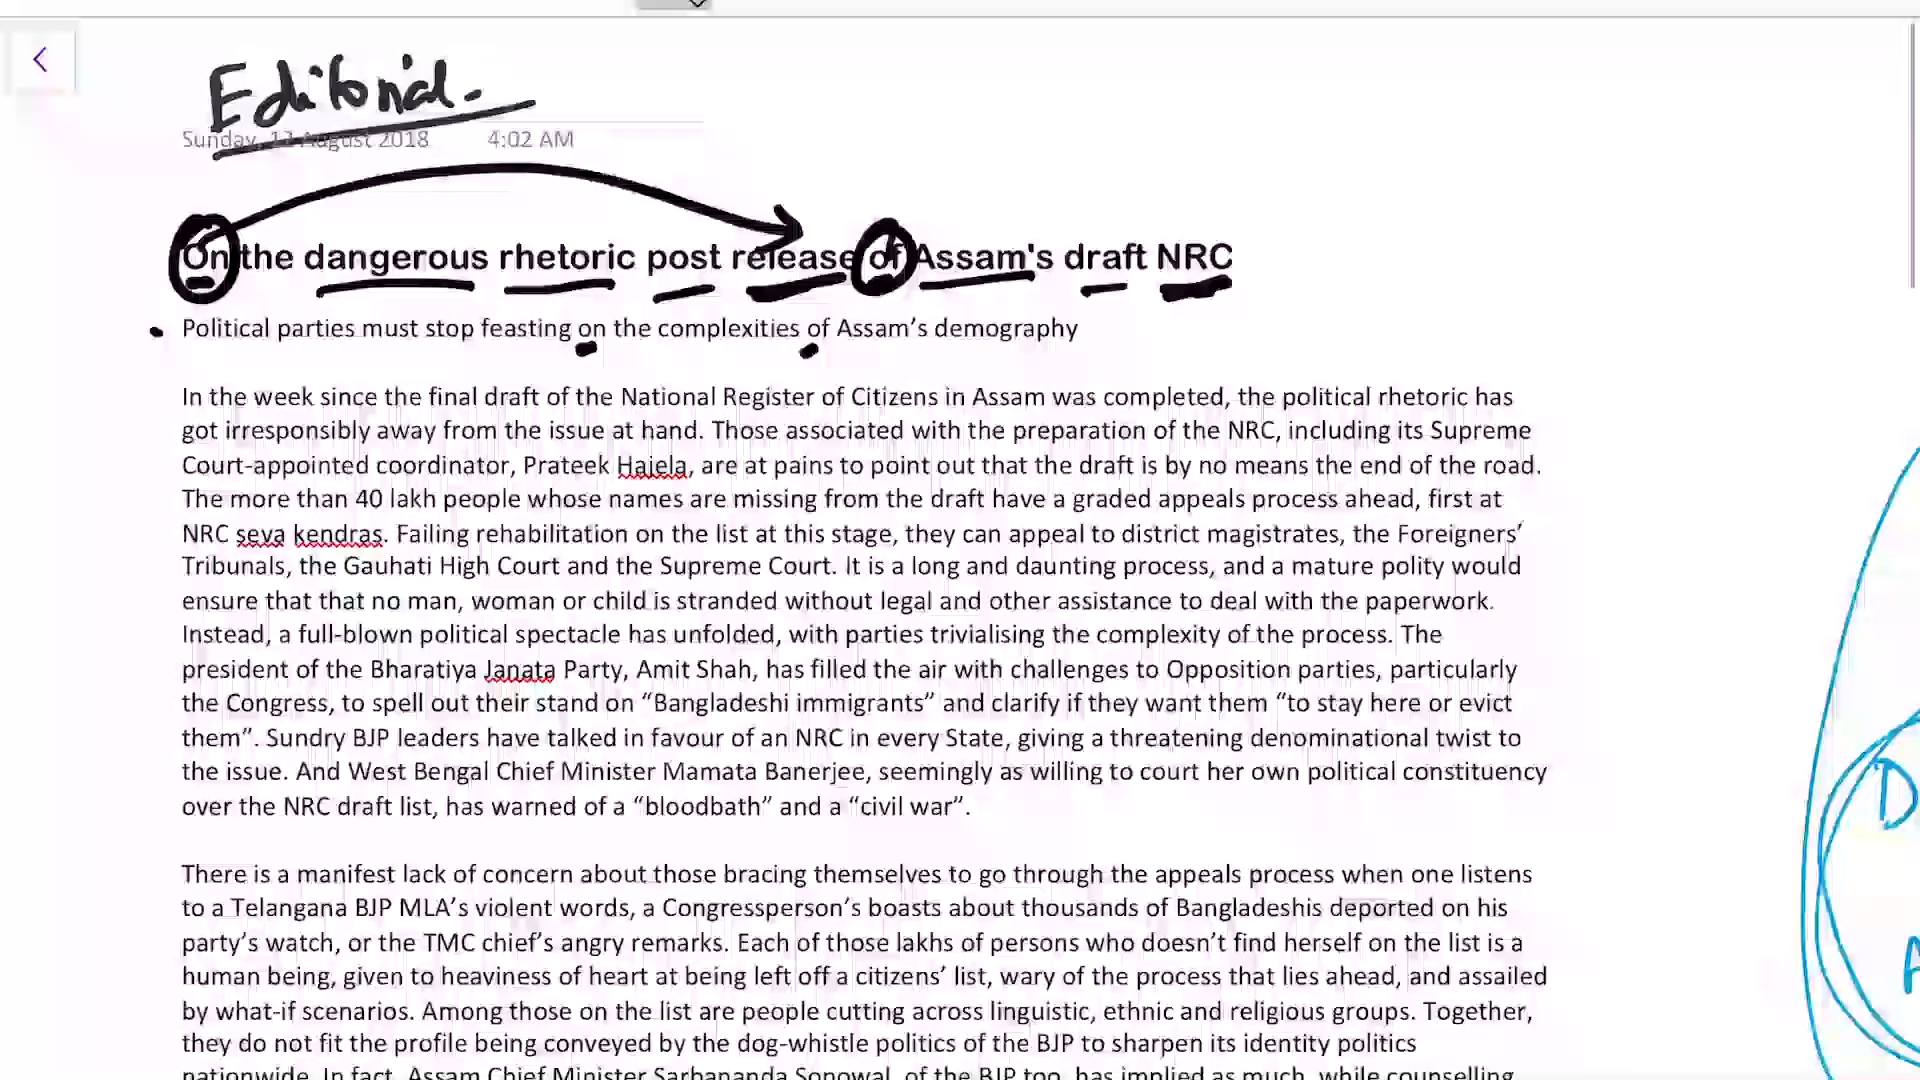 Editorial.
Sunday, 12 August 2018 4:02 AM
On the dangerous rhetoric post release of Assam's draft NRC
Political parties must stop feasting on the complexities of Assam’s demography
In the week since the final draft of the National Register of Citizens in Assam was completed, the political rhetoric has
got irresponsibly away from the issue at hand. Those associated with the preparation of the NRC, including its Supreme
Court-appointed coordinator, Prateek Hajela, are at pains to point out that the draft is by no means the end of the road.
The more than 40 lakh people whose names are missing from the draft have a graded appeals process ahead, first at
NRC seva kendras. Failing rehabilitation on the list at this stage, they can appeal to district magistrates, the Foreigners’
Tribunals, the Gauhati High Court and the Supreme Court. It is a long and daunting process, and a mature polity would
ensure that that no man, woman or child is stranded without legal and other assistance to deal with the paperwork.
Instead, a full-blown political spectacle has unfolded, with parties trivialising the complexity of the process. The
president of the Bharatiya Janata Party, Amit Shah, has filled the air with challenges to Opposition parties, particularly
the Congress, to spell out their stand on “Bangladeshi immigrants” and clarify if they want them “to stay here or evict
them”. Sundry BJP leaders have talked in favour of an NRC in every State, giving a threatening denominational twist to
the issue. And West Bengal Chief Minister Mamata Banerjee, seemingly as willing to court her own political constituency
over the NRC draft list, has warned of a “bloodbath” and a “civil war”.
There is a manifest lack of concern about those bracing themselves to go through the appeals process when one listens
to a Telangana BJP MLA’s violent words, a Congressperson’s boasts about thousands of Bangladeshis deported on his
party’s watch, or the TMC chief’s angry remarks. Each of those lakhs of persons who doesn’t find herself on the list is a
human being, given to heaviness of heart at being left off a citizens’ list, wary of the process that lies ahead, and assailed
by what-if scenarios. Among those on the list are people cutting across linguistic, ethnic and religious groups. Together,
they do not fit the profile being conveyed by the dog-whistle politics of the BJP to sharpen its identity politics
nationwide. In fact, Assam Chief Minister Sarbananda Sonowal, of the BJP too, has implied as much, while counselling
D